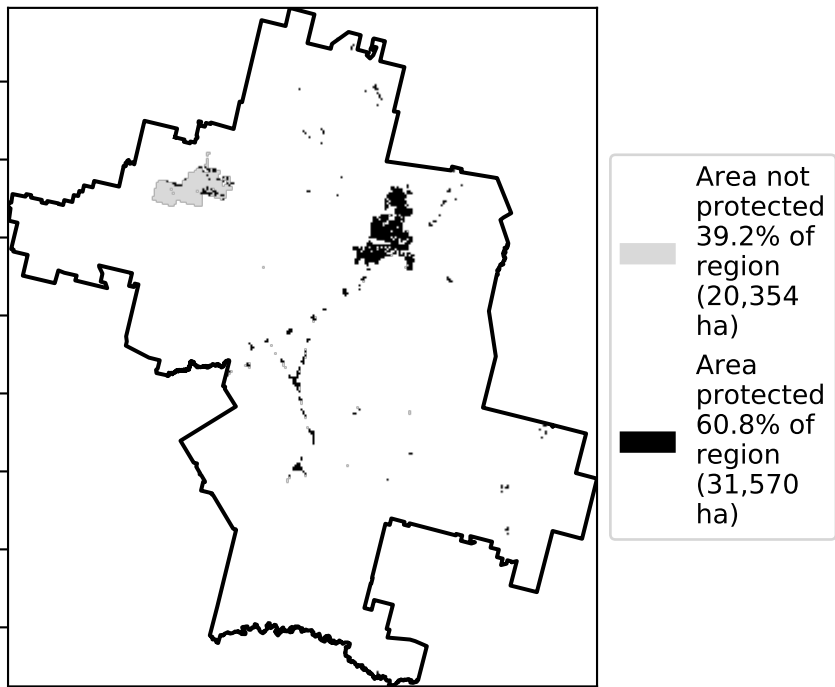 Area not
protected
39.2% of
region
(20,354
ha)
Area
protected
60.8% of
region
(31,570
ha)